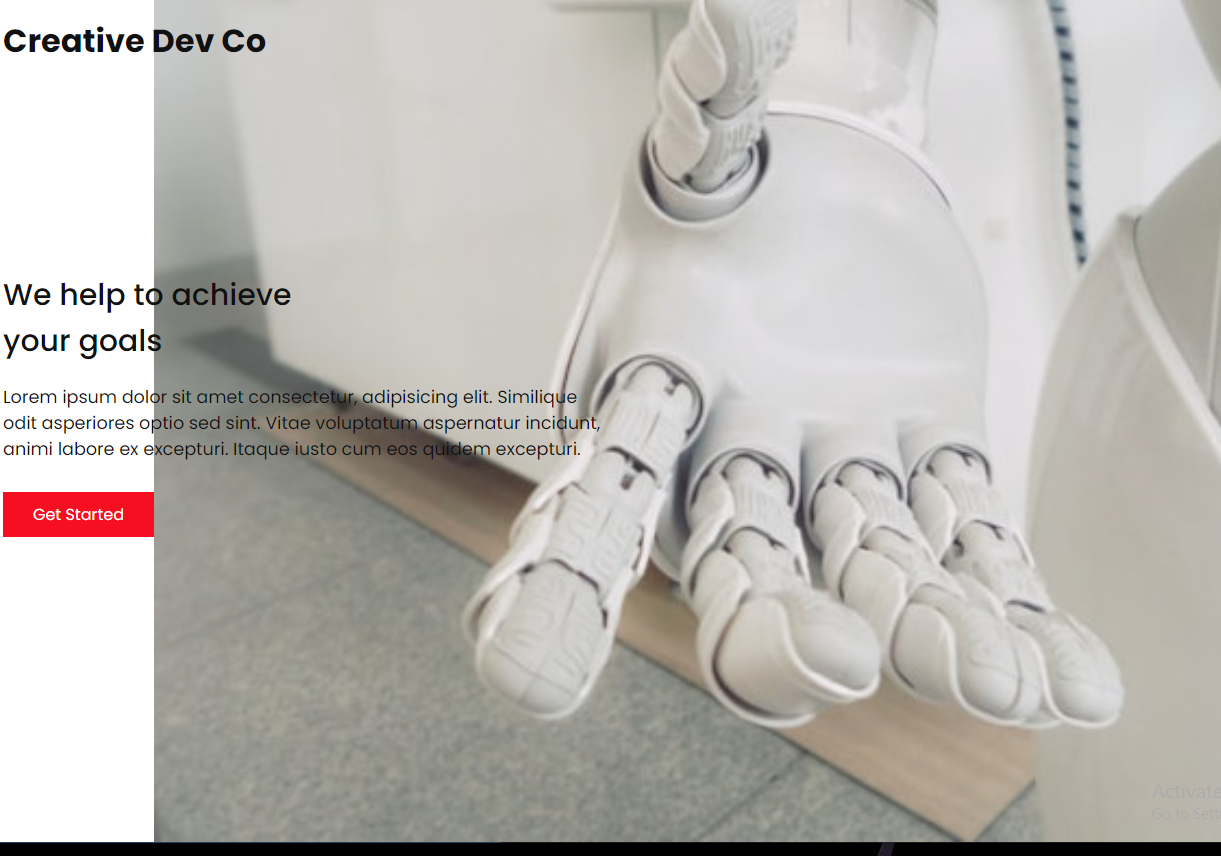 Creative Dev Co
We help to achieve
your goals
Lorem ipsum dolor sit amet consectetur, adipisicing elit. Similique
odit asperiores optio sed sint. Vitae voluptatum aspernatur incidunt,
animi labore ex excepturi. Itaque iusto cum eos quidem excepturi.
Get Started
Activate
Go to Sett